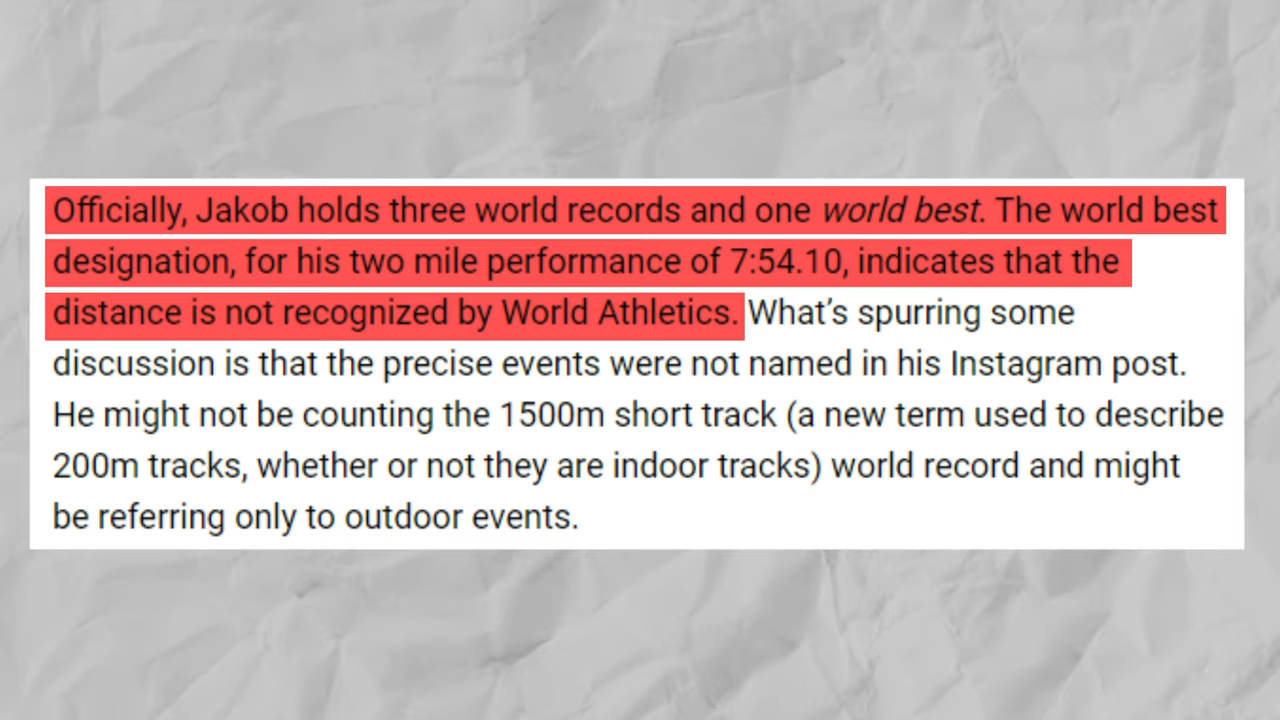 Officially, Jakob holds three world records and one world best. The world best
designation, for his two mile performance of 7:54.10, indicates that the
distance is not recognized by World Athletics. What’s spurring some
discussion is that the precise events were not named in his Instagram post.
He might not be counting the 1500m short track (a new term used to describe
200m tracks, whether or not they are indoor tracks) world record and might
be referring only to outdoor events.